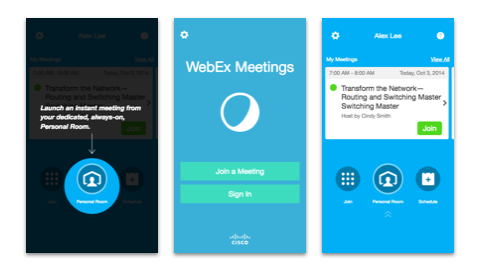 Alex Lee
My Meetings View All
7:00 AM - 8:00 AM Today, Oct 3, 2014
Transform the Network—
Routing and Switching Master
Launch an instant meeting from
your dedicated, always-on,
Personal Room.
Join
Join
Personal Room
Schedule
WebEx Meetings
Join a Meeting
Sign In
CISCO
Alex Lee
My Meetings View All
7:00 AM - 8:00 AM Today, Oct 3, 2014
Transform the Network—
Routing and Switching Master
Switching Master
Host by Cindy Smith
Join
Join
Personal Room
Schedule